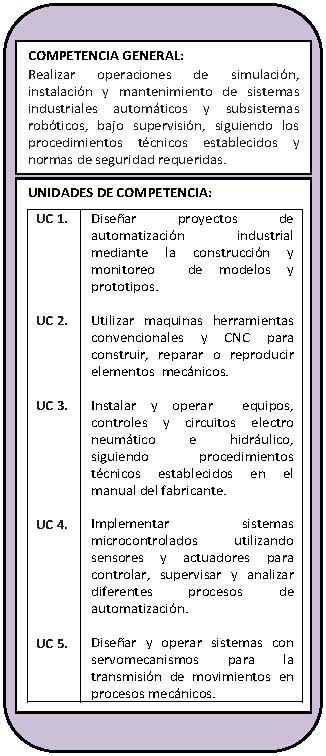 COMPETENCIA GENERAL:
Realizar operaciones de simulación,
instalación y mantenimiento de sistemas
industriales automáticos y subsistemas
robóticos, bajo supervisión, siguiendo los
procedimientos técnicos establecidos y
normas de seguridad requeridas.
UNIDADES DE COMPETENCIA:
UC 1. Diseñar proyectos de
automatización industrial
mediante la construcción y
monitoreo de modelos y
prototipos.
UC 2. Utilizar maquinas herramientas
convencionales y CNC para
construir, reparar o reproducir
elementos mecánicos.
UC 3. Instalar y operar equipos,
controles y circuitos electro
neumático e hidráulico,
siguiendo procedimientos
técnicos establecidos en el
manual del fabricante.
UC 4. Implementar sistemas
microcontrolados utilizando
sensores y actuadores para
controlar, supervisar y analizar
diferentes procesos de
automatización.
UC 5. Diseñar y operar sistemas con
servomecanismos para la
transmisión de movimientos en
procesos mecánicos.